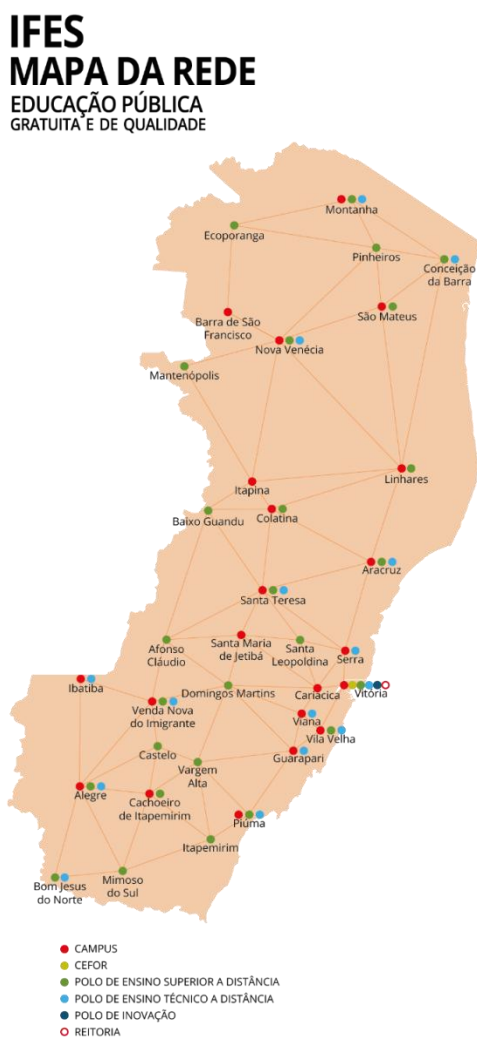 IFES
MAPA DA REDE
EDUCAÇÃO PÚBLICA
GRATUITA E DE QUALIDADE
Montanha
Ecoporanga
Pinheiros
Conceição
da Barra
Barra de São
Francisco
São Mateus
Nova Venécia
Mantenópolis
Linhares
Itapina
Baixo Guandu
Colatina
Aracruz
Santa Teresa
Afonso
Cláudio
Santa Maria
de Jetibá
Santa
Leopoldina
Serra
Ibatiba
Domingos Martins
Cariacica
Vitória
Venda Nova
do Imigrante
Viana
Vila Velha
Castelo
Vargem
Alta
Guarapari
Alegre
Cachoeiro
de Itapemirim
Piúma
Itapemirim
Bom Jesus
do Norte
Mimoso
do Sul
CAMPUS
CEFOR
POLO DE ENSINO SUPERIOR A DISTÂNCIA
POLO DE ENSINO TÉCNICO A DISTÂNCIA
POLO DE INOVAÇÃO
REITORIA